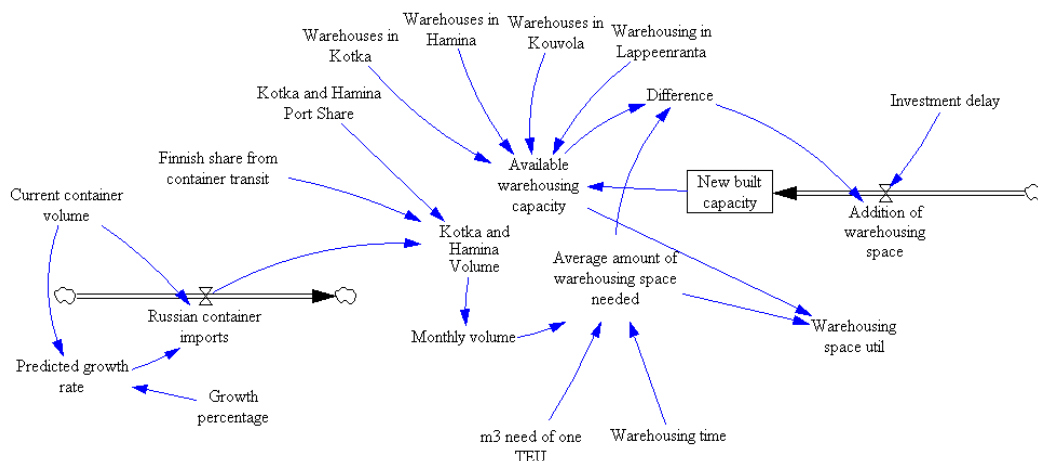 Warehouses in
Kotka
Warehouses in
Hamina
Warehouses in
Kouvola
Warehousing in
Lappeenranta
Kotka and Hamina
Port Share
Difference
Investment delay
Finnish share from
container transit
Available
warehousing
capacity
New built
capacity
Addition of
warehousing
space
Current container
volume
Kotka and
Hamina
Volume
Average amount of
warehousing space
needed
Russian container
imports
Monthly volume
Warehousing
space util
Predicted growth
rate
Growth
percentage
m3 need of one
TEU
Warehousing time